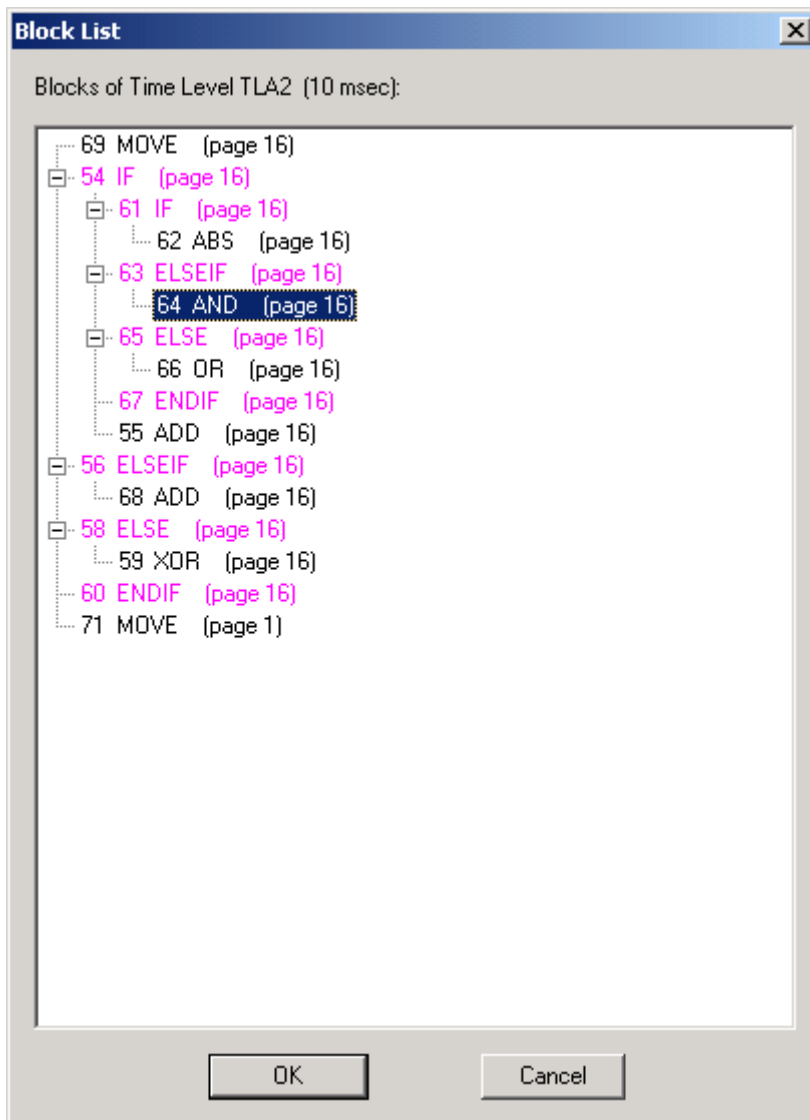 Block List
Blocks of Time Level TLA2 (10 msec):
69 MOVE (page 16)
54 IF (page 16)
61 IF (page 16)
62 ABS (page 16)
63 ELSEIF (page 16)
64 AND (page 16)
65 ELSE (page 16)
66 OR (page 16)
67 ENDIF (page 16)
55 ADD (page 16)
56 ELSEIF (page 16)
68 ADD (page 16)
58 ELSE (page 16)
59 XOR (page 16)
60 ENDIF (page 16)
71 MOVE (page 1)
OK Cancel